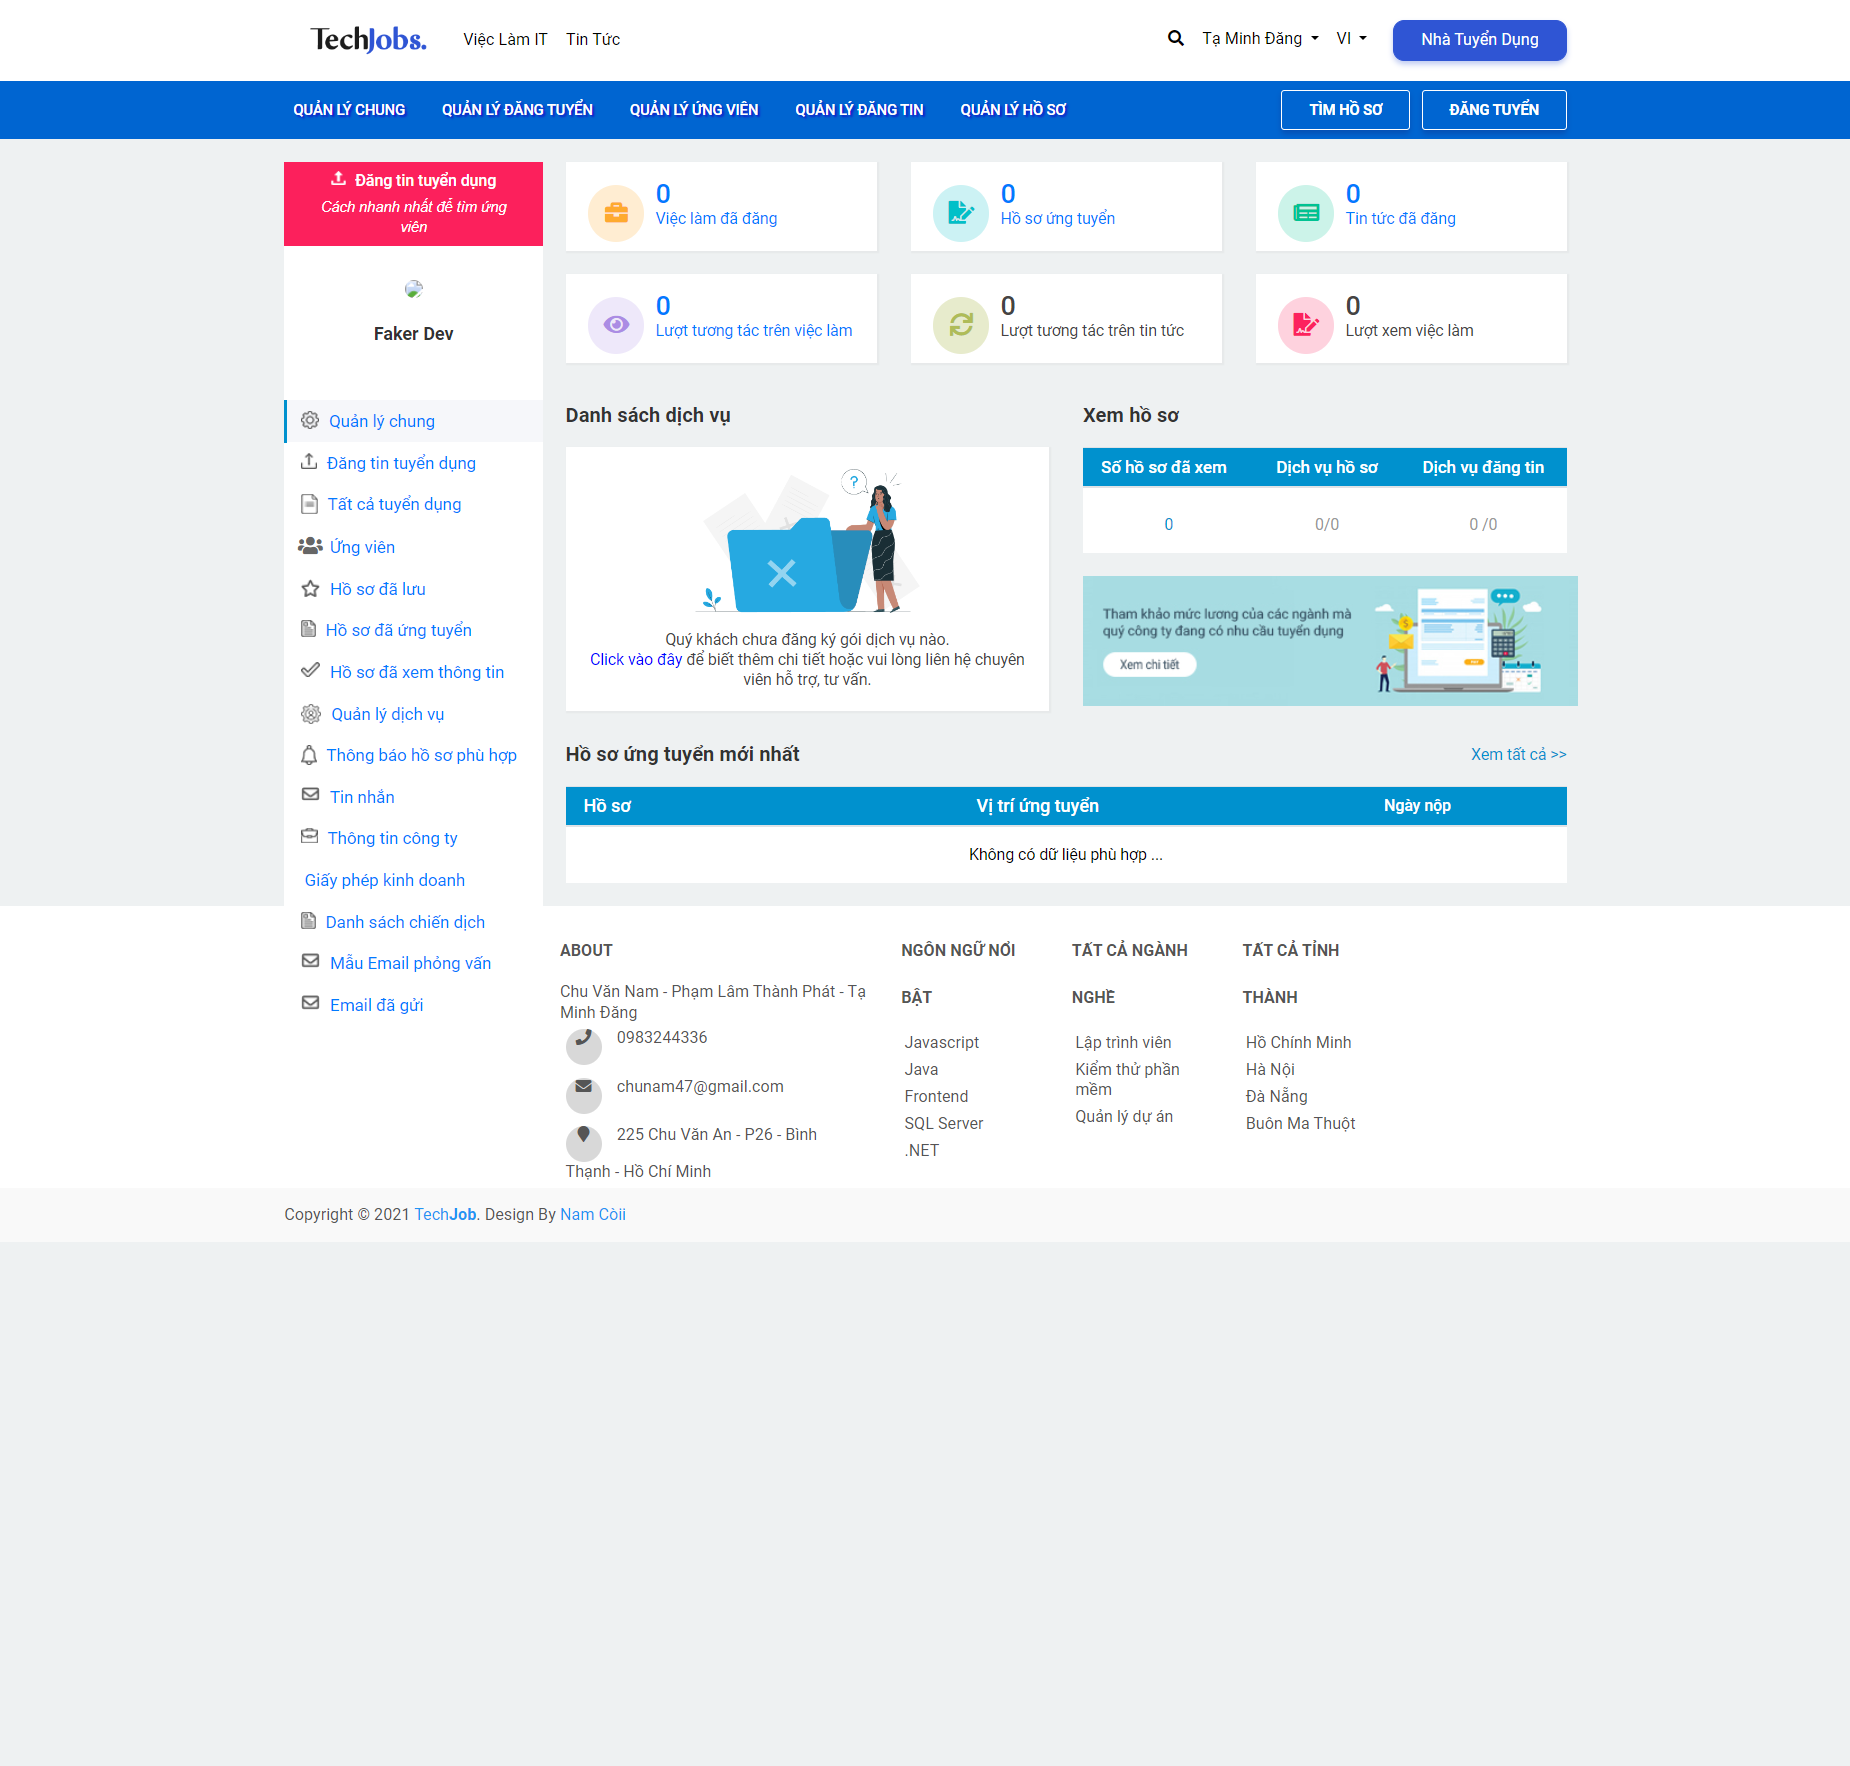 TechJobs.
Việc Làm IT
Tin Tức
Tạ Minh Đăng
VI
Nhà Tuyển Dụng
QUẢN LÝ CHUNG
QUẢN LÝ ĐĂNG TUYỂN
QUẢN LÝ ỨNG VIÊN
QUẢN LÝ ĐĂNG TIN
QUẢN LÝ HỒ SƠ
TÌM HỒ SƠ
ĐĂNG TUYỂN
Đăng tin tuyển dụng
Cách nhanh nhất để tìm ứng
viên
Faker Dev
Quản lý chung
Đăng tin tuyển dụng
Tất cả tuyển dụng
Ứng viên
Hồ sơ đã lưu
Hồ sơ đã ứng tuyển
Hồ sơ đã xem thông tin
Quản lý dịch vụ
Thông báo hồ sơ phù hợp
Tin nhắn
Thông tin công ty
Giấy phép kinh doanh
Danh sách chiến dịch
Mẫu Email phỏng vấn
Email đã gửi
0
Việc làm đã đăng
0
Hồ sơ ứng tuyển
0
Tin tức đã đăng
0
Lượt tương tác trên việc làm
0
Lượt tương tác trên tin tức
0
Lượt xem việc làm
Danh sách dịch vụ
?
Quý khách chưa đăng ký gói dịch vụ nào.
Click vào đây để biết thêm chi tiết hoặc vui lòng liên hệ chuyên
viên hỗ trợ, tư vấn.
Xem hồ sơ
Số hồ sơ đã xem
Dịch vụ hồ sơ
Dịch vụ đăng tin
0
0/0
0 /0
Tham khảo mức lương của các ngành mà
quý công ty đang có nhu cầu tuyển dụng
Xem chi tiết
Hồ sơ ứng tuyển mới nhất
Xem tất cả >>
Hồ sơ
Vị trí ứng tuyển
Ngày nộp
Không có dữ liệu phù hợp ...
ABOUT
Chu Văn Nam - Phạm Lâm Thành Phát - Tạ
Minh Đăng
0983244336
chunam47@gmail.com
225 Chu Văn An - P26 - Bình
Thạnh - Hồ Chí Minh
NGÔN NGỮ NỔI
BẬT
Javascript
Java
Frontend
SQL Server
.NET
TẤT CẢ NGÀNH
NGHỀ
Lập trình viên
Kiểm thử phần
mềm
Quản lý dự án
TẤT CẢ TỈNH
THÀNH
Hồ Chính Minh
Hà Nội
Đà Nẵng
Buôn Ma Thuột
Copyright © 2021 TechJob. Design By Nam Còii